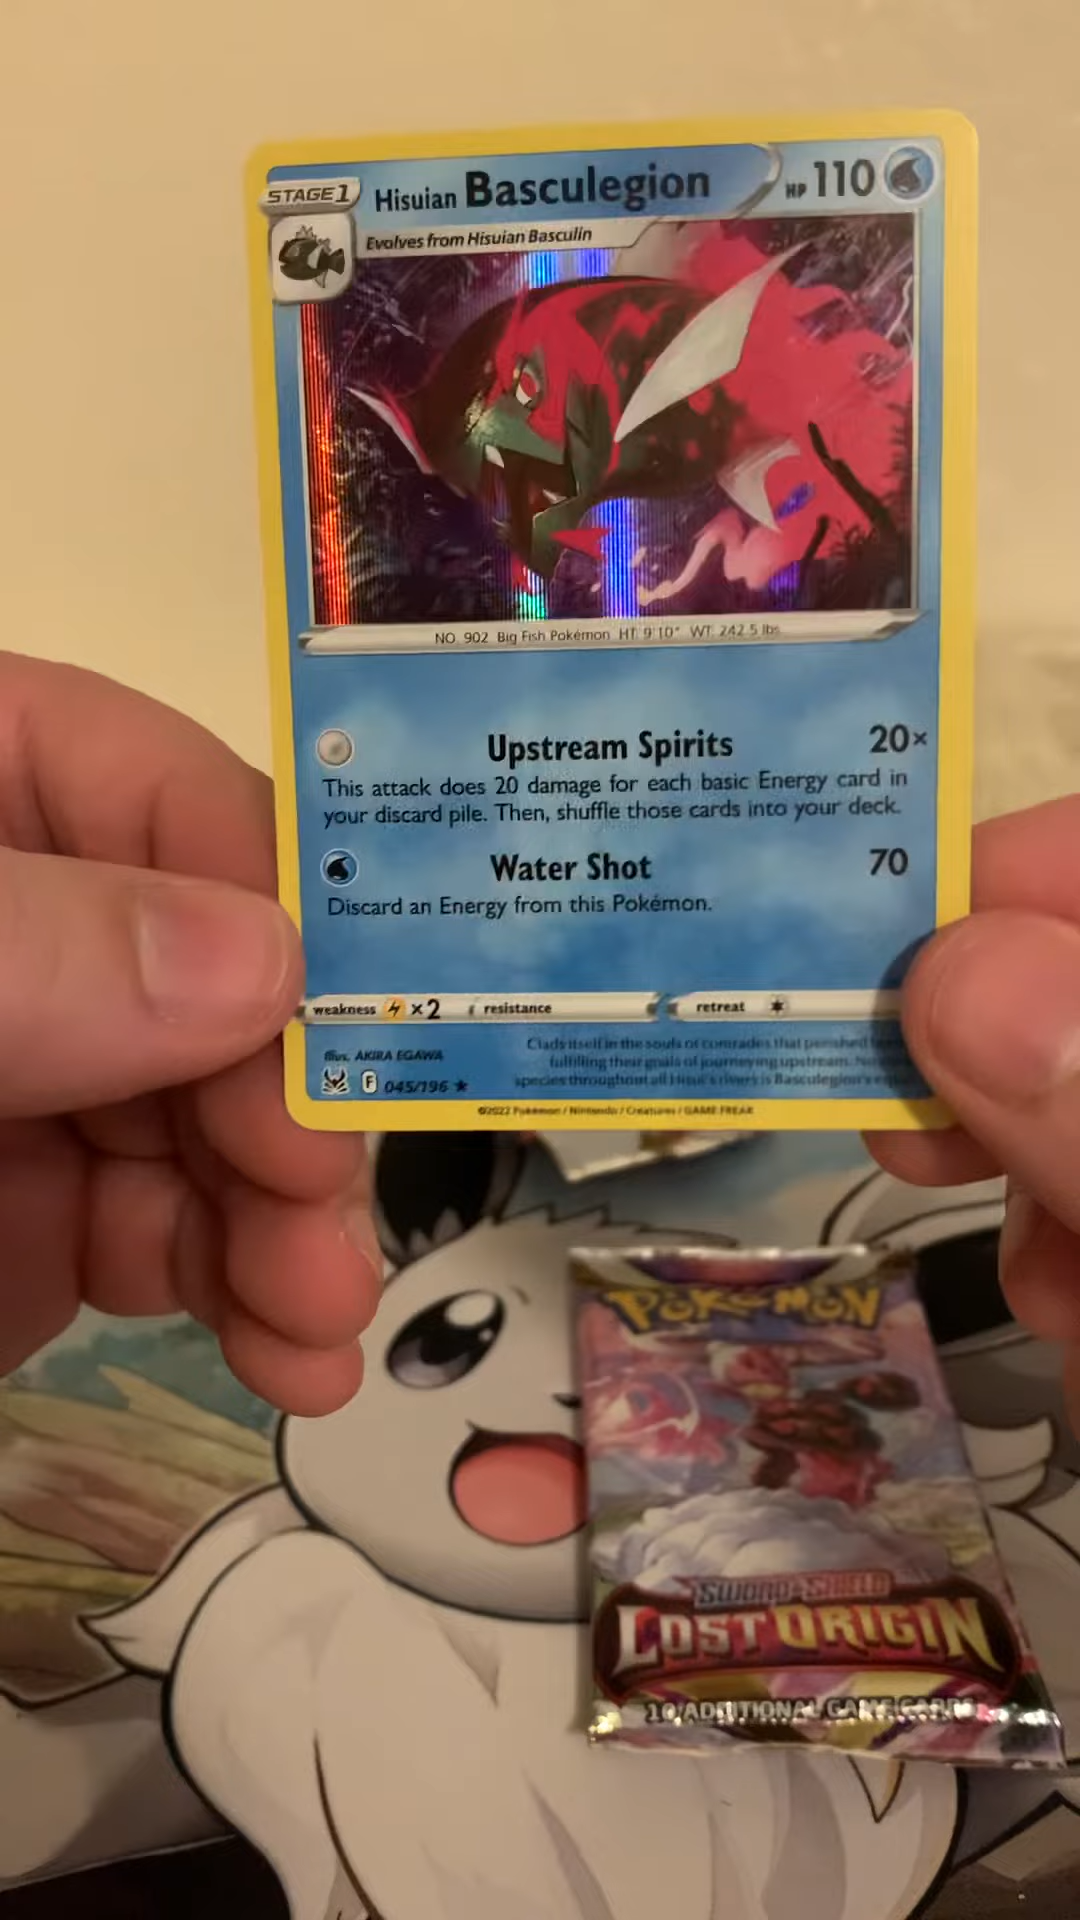 STAGE 1 Hisuian Basculegion HP 110
Evolves from Hisuian Basculin
NO. 902 Big Fish Pokémon HT 9'10" WT 242.5 lbs
Upstream Spirits 20×
This attack does 20 damage for each basic Energy card in
your discard pile. Then, shuffle those cards into your deck.
Water Shot 70
Discard an Energy from this Pokémon.
weakness ×2 resistance retreat
Illus. AKIRA EGAWA
Clads itself in the souls of comrades that perished
fulfilling their goals of journeying upstream. No
species throughout all Hisui's rivers is Basculegion's
F 045/196 ★
©2022 Pokémon / Nintendo / Creatures / GAME FREAK
POKéMON
SWORD & SHIELD
LOST ORIGIN
10 ADDITIONAL GAME CARDS